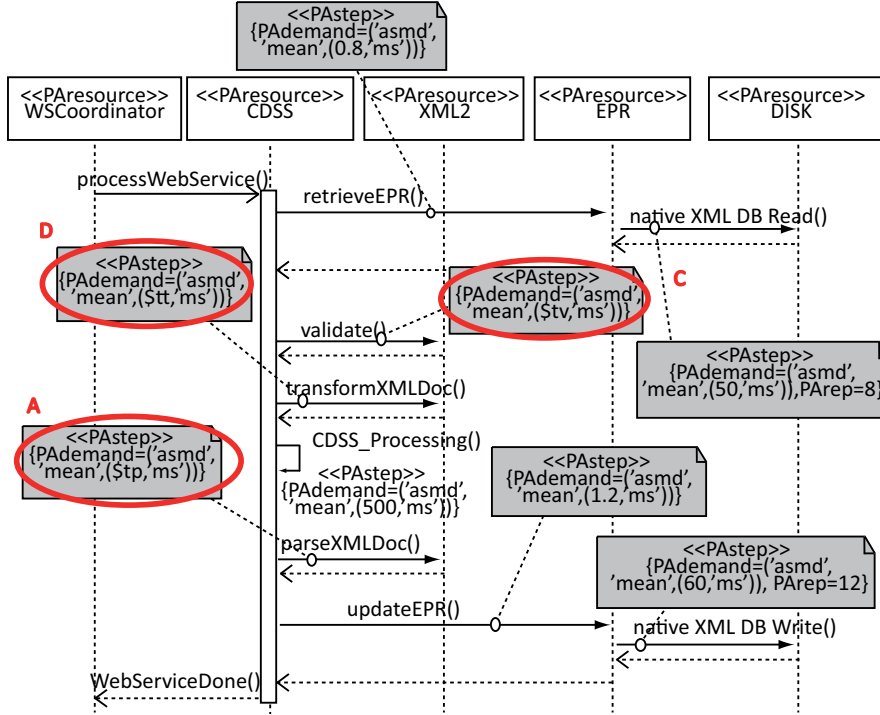 <<PAstep>>
{PAdemand=('asmd',
'mean',(0.8,'ms'))}
<<PAresource>>
WSCoordinator
<<PAresource>>
CDSS
<<PAresource>>
XML2
<<PAresource>>
EPR
<<PAresource>>
DISK
processWebService()
retrieveEPR()
native XML DB Read()
D
<<PAstep>>
{PAdemand=('asmd',
'mean',($tt,'ms'))}
<<PAstep>>
{PAdemand=('asmd',
'mean',($tv,'ms'))}
C
validate()
<<PAstep>>
{PAdemand=('asmd',
'mean',(50,'ms')),PArep=8}
transformXMLDoc()
A
<<PAstep>>
{PAdemand=('asmd',
'mean',($tp,'ms'))}
CDSS_Processing()
<<PAstep>>
{PAdemand=('asmd',
'mean',(500,'ms')}
<<PAstep>>
{PAdemand=('asmd',
'mean',(1.2,'ms'))}
parseXMLDoc()
<<PAstep>>
{PAdemand=('asmd',
'mean',(60,'ms')), PArep=12}
updateEPR()
native XML DB Write()
WebServiceDone()